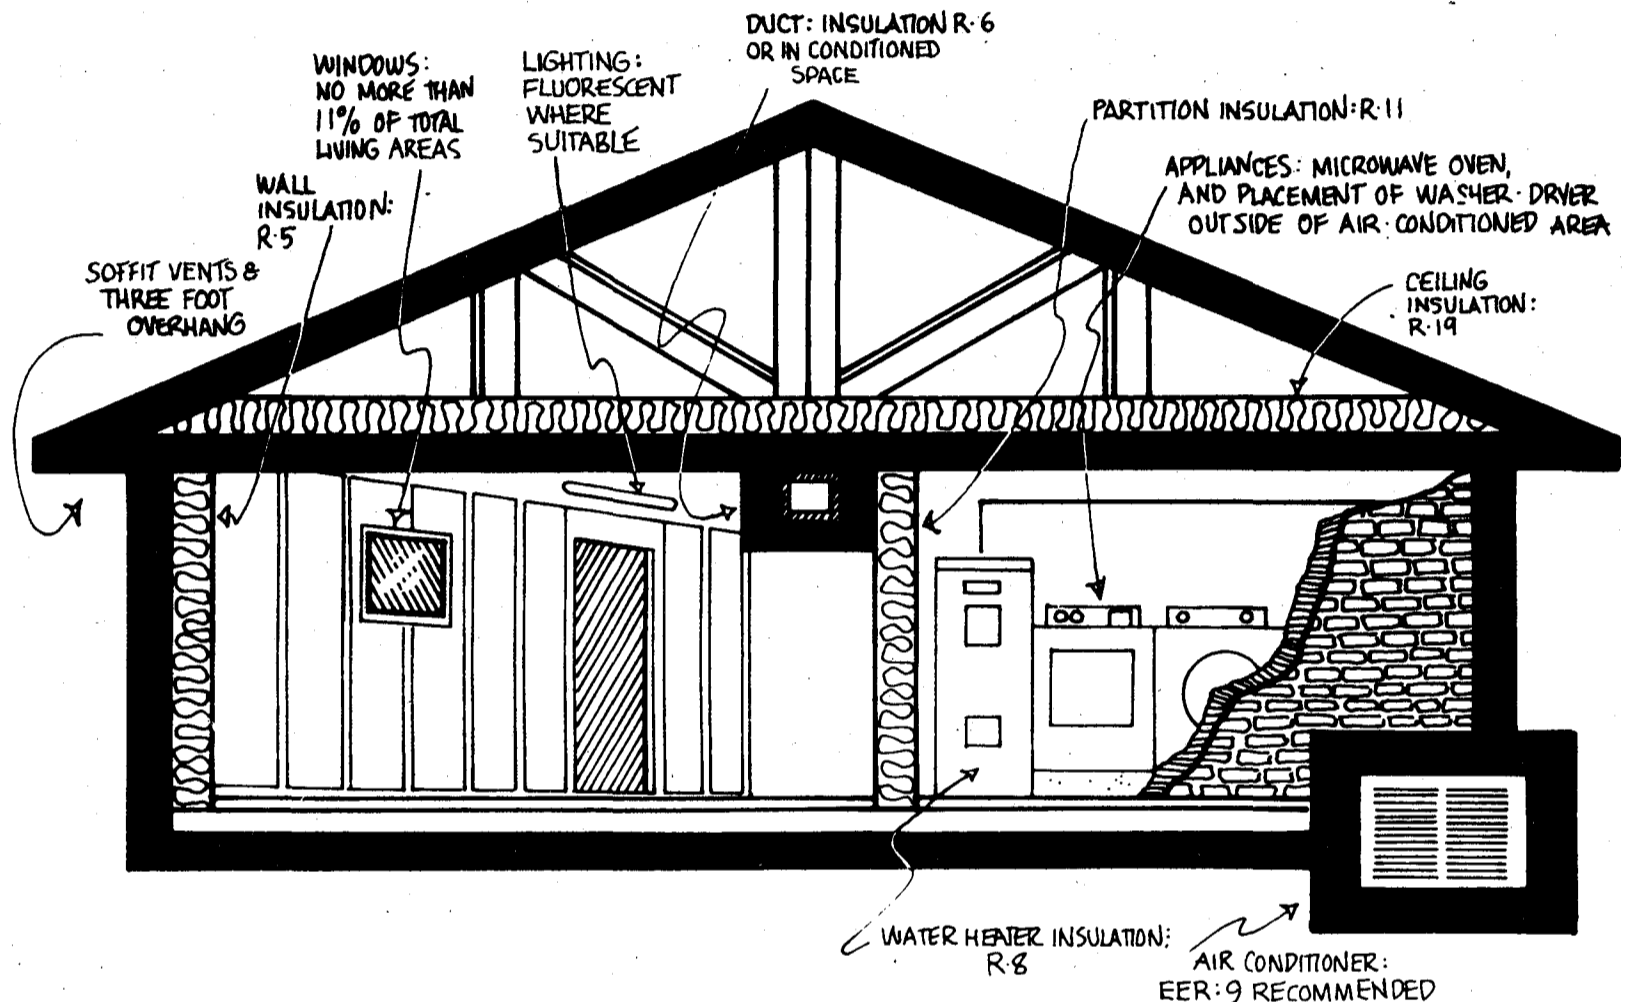 DUCT: INSULATION R·6
OR IN CONDITIONED
SPACE
WINDOWS:
NO MORE THAN
11% OF TOTAL
LIVING AREAS
LIGHTING:
FLUORESCENT
WHERE
SUITABLE
PARTITION INSULATION: R·11
APPLIANCES: MICROWAVE OVEN,
AND PLACEMENT OF WASHER·DRYER
OUTSIDE OF AIR·CONDITIONED AREA
WALL
INSULATION:
R·5
SOFFIT VENTS &
THREE FOOT
OVERHANG
CEILING
INSULATION:
R·19
WATER HEATER INSULATION:
R·8
AIR CONDITIONER:
EER: 9 RECOMMENDED